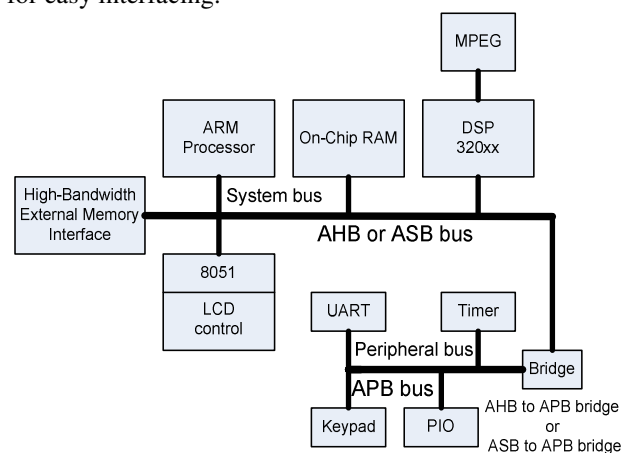 for easy interfacing.
MPEG
ARM
Processor
On-Chip RAM
DSP
320xx
High-Bandwidth
External Memory
Interface
System bus
AHB or ASB bus
8051
LCD
control
UART
Timer
Peripheral bus
Bridge
APB bus
Keypad
PIO
AHB to APB bridge
or
ASB to APB bridge